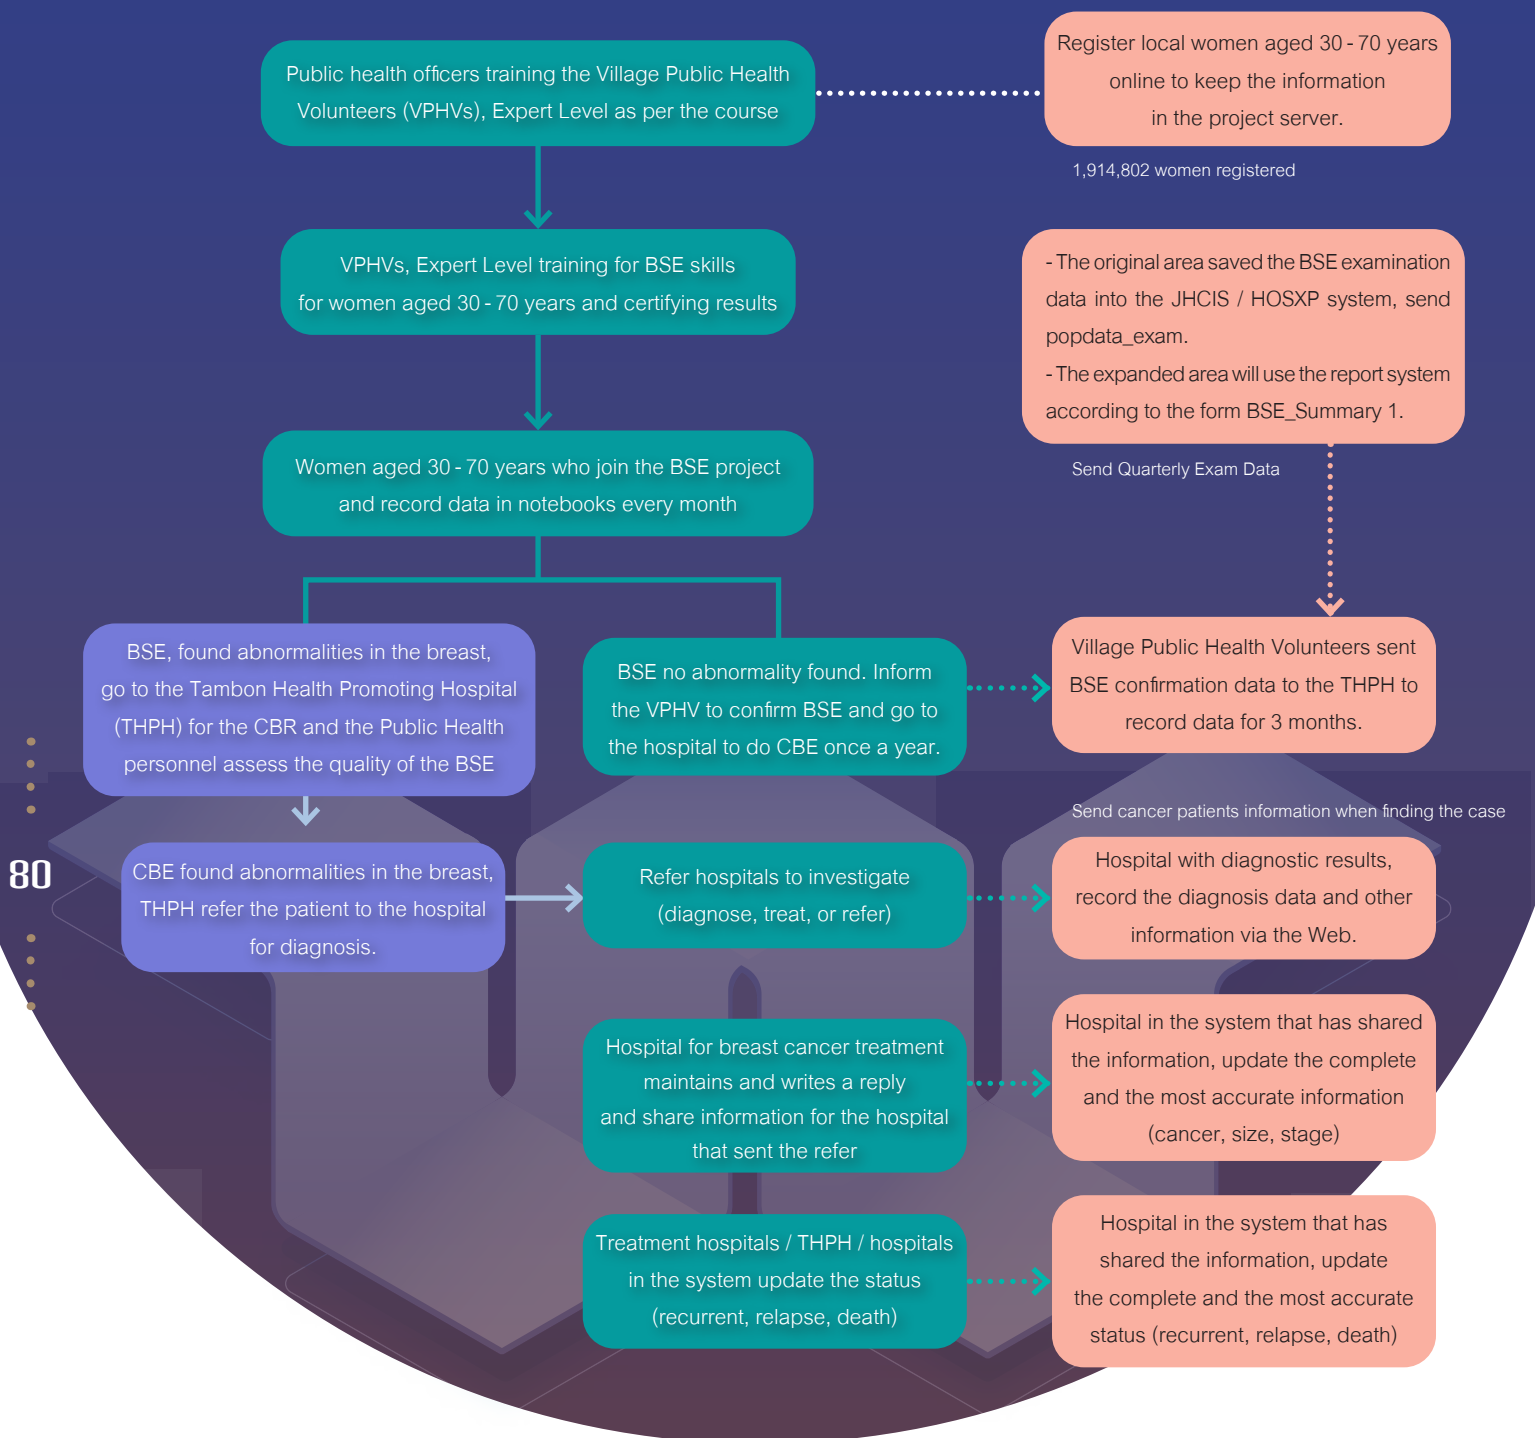 Public health officers training the Village Public Health
Volunteers (VPHVs), Expert Level as per the course
Register local women aged 30 - 70 years
online to keep the information
in the project server.
1,914,802 women registered
VPHVs, Expert Level training for BSE skills
for women aged 30 - 70 years and certifying results
- The original area saved the BSE examination
data into the JHCIS / HOSXP system, send
popdata_exam.
- The expanded area will use the report system
according to the form BSE_Summary 1.
Send Quarterly Exam Data
Women aged 30 - 70 years who join the BSE project
and record data in notebooks every month
BSE, found abnormalities in the breast,
go to the Tambon Health Promoting Hospital
(THPH) for the CBR and the Public Health
personnel assess the quality of the BSE
BSE no abnormality found. Inform
the VPHV to confirm BSE and go to
the hospital to do CBE once a year.
Village Public Health Volunteers sent
BSE confirmation data to the THPH to
record data for 3 months.
Send cancer patients information when finding the case
80
CBE found abnormalities in the breast,
THPH refer the patient to the hospital
for diagnosis.
Refer hospitals to investigate
(diagnose, treat, or refer)
Hospital with diagnostic results,
record the diagnosis data and other
information via the Web.
Hospital for breast cancer treatment
maintains and writes a reply
and share information for the hospital
that sent the refer
Hospital in the system that has shared
the information, update the complete
and the most accurate information
(cancer, size, stage)
Treatment hospitals / THPH / hospitals
in the system update the status
(recurrent, relapse, death)
Hospital in the system that has
shared the information, update
the complete and the most accurate
status (recurrent, relapse, death)